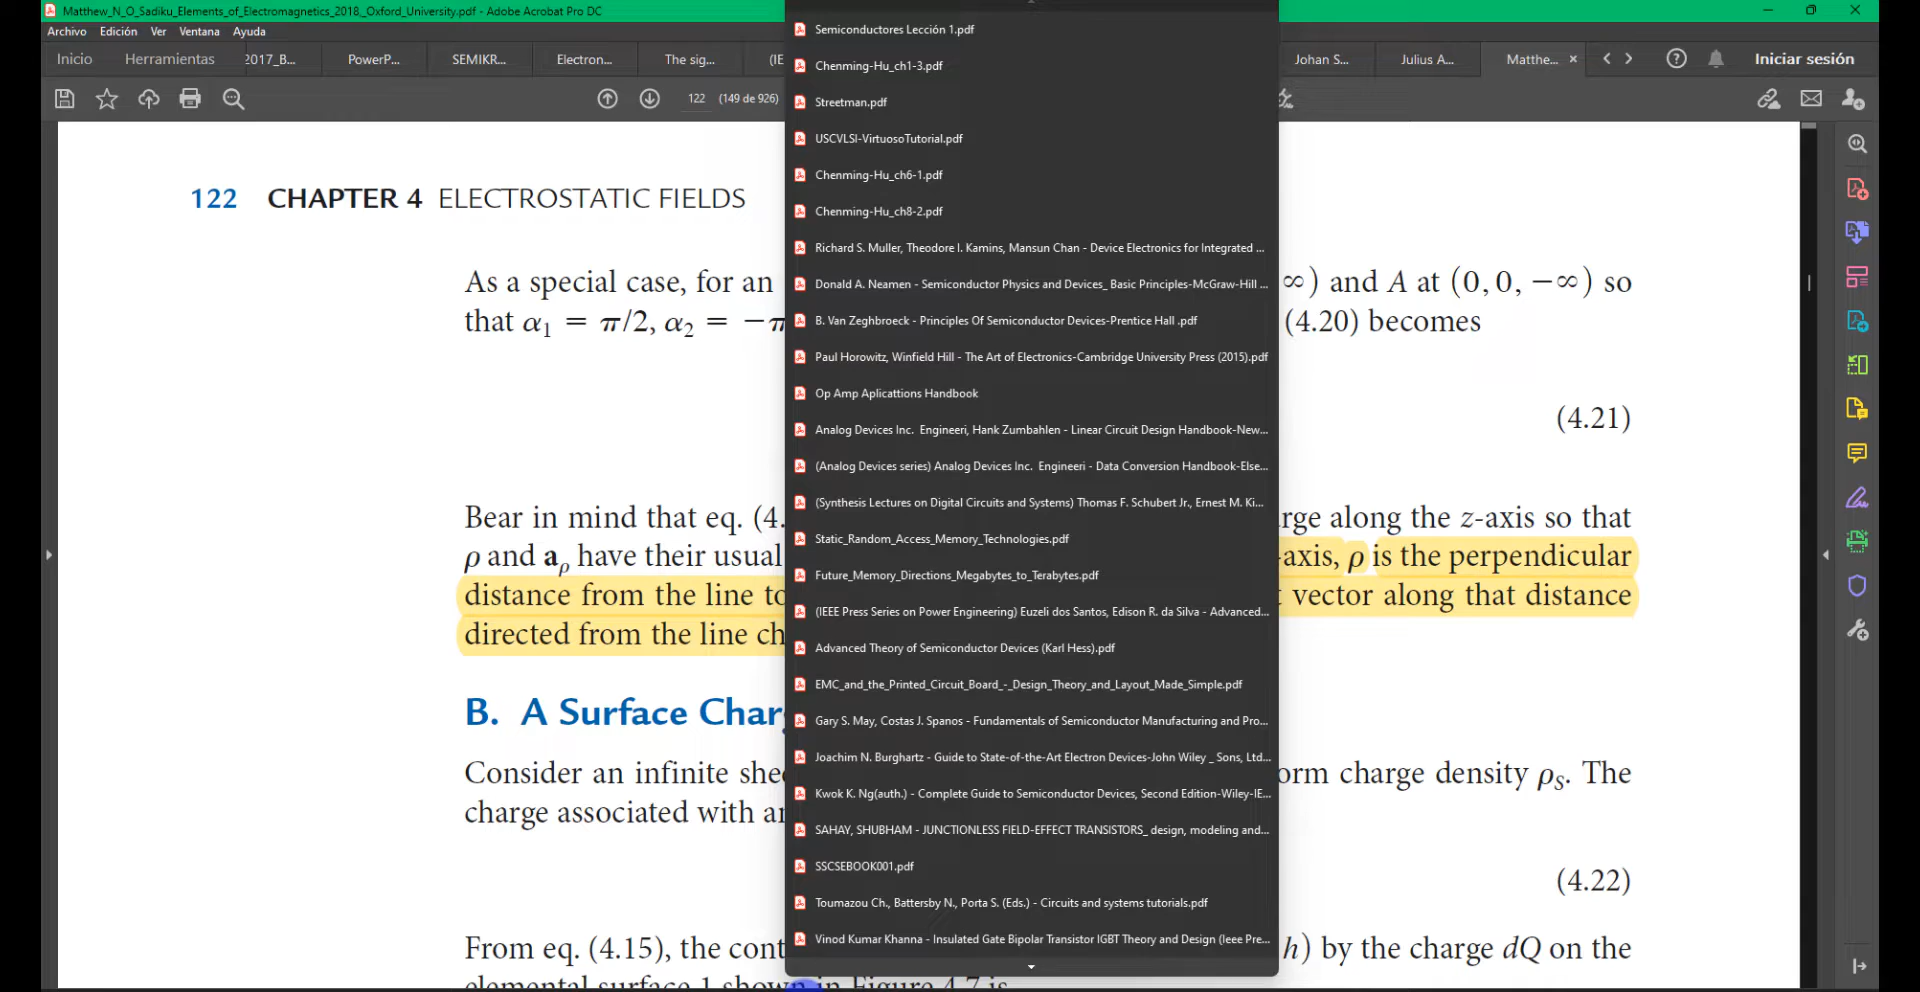 Matthew_N_O_Sadiku_Elements_of_Electromagnetics_2018,_Oxford_University.pdf - Adobe Acrobat Pro DC
Archivo Edición Ver Ventana Ayuda
Inicio Herramientas 2017_B... PowerP... SEMIKR... Electron... The sig... (IE Johan S... Julius A... Matthe... Iniciar sesión
122 (149 de 926)
122 CHAPTER 4 ELECTROSTATIC FIELDS
As a special case, for an ∞) and A at (0, 0, −∞) so
that α₁ = π/2, α₂ = −π (4.20) becomes
(4.21)
Bear in mind that eq. (4. rge along the z-axis so that
ρ and aρ have their usual -axis, ρ is the perpendicular
distance from the line to t vector along that distance
directed from the line ch
B. A Surface Char
Consider an infinite she orm charge density ρS. The
charge associated with an
(4.22)
From eq. (4.15), the cont h) by the charge dQ on the
elemental surface 1 shown in Figure 4.7 is
Semiconductores Lección 1.pdf
Chenming-Hu_ch1-3.pdf
Streetman.pdf
USCVLSI-VirtuosoTutorial.pdf
Chenming-Hu_ch6-1.pdf
Chenming-Hu_ch8-2.pdf
Richard S. Muller, Theodore I. Kamins, Mansun Chan - Device Electronics for Integrated ...
Donald A. Neamen - Semiconductor Physics and Devices_ Basic Principles-McGraw-Hill ...
B. Van Zeghbroeck - Principles Of Semiconductor Devices-Prentice Hall .pdf
Paul Horowitz, Winfield Hill - The Art of Electronics-Cambridge University Press (2015).pdf
Op Amp Aplicattions Handbook
Analog Devices Inc. Engineeri, Hank Zumbahlen - Linear Circuit Design Handbook-New...
(Analog Devices series) Analog Devices Inc. Engineeri - Data Conversion Handbook-Else...
(Synthesis Lectures on Digital Circuits and Systems) Thomas F. Schubert Jr., Ernest M. Ki...
Static_Random_Access_Memory_Technologies.pdf
Future_Memory_Directions_Megabytes_to_Terabytes.pdf
(IEEE Press Series on Power Engineering) Euzeli dos Santos, Edison R. da Silva - Advanced...
Advanced Theory of Semiconductor Devices (Karl Hess).pdf
EMC_and_the_Printed_Circuit_Board_-_Design_Theory_and_Layout_Made_Simple.pdf
Gary S. May, Costas J. Spanos - Fundamentals of Semiconductor Manufacturing and Pro...
Joachim N. Burghartz - Guide to State-of-the-Art Electron Devices-John Wiley _ Sons, Ltd...
Kwok K. Ng(auth.) - Complete Guide to Semiconductor Devices, Second Edition-Wiley-IE...
SAHAY, SHUBHAM - JUNCTIONLESS FIELD-EFFECT TRANSISTORS_ design, modeling and...
SSCSEBOOK001.pdf
Toumazou Ch., Battersby N., Porta S. (Eds.) - Circuits and systems tutorials.pdf
Vinod Kumar Khanna - Insulated Gate Bipolar Transistor IGBT Theory and Design (Ieee Pre...